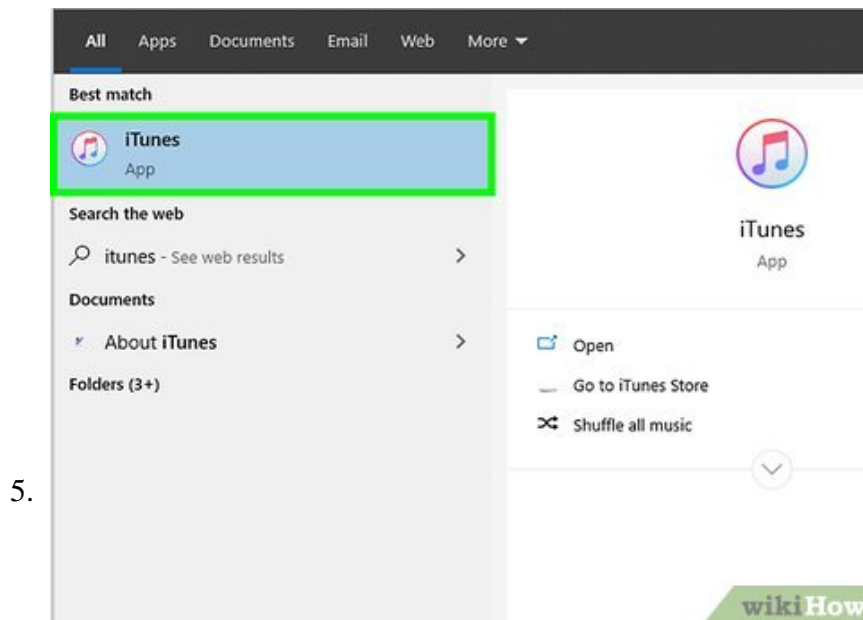 All Apps Documents Email Web More
Best match
iTunes
App
Search the web
itunes - See web results
Documents
About iTunes
Folders (3+)
iTunes
App
Open
Go to iTunes Store
Shuffle all music
5.
wikiHow